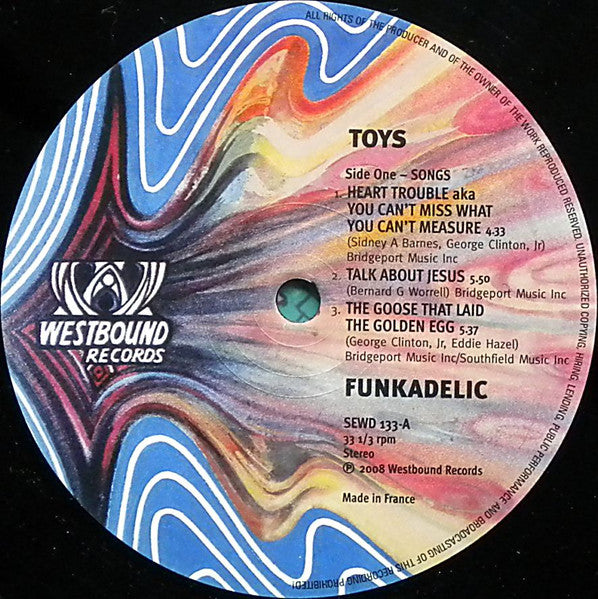 TOYS
Side One ~ SONGS
1. HEART TROUBLE aka
YOU CAN'T MISS WHAT
YOU CAN'T MEASURE 4.33
(Sidney A Barnes, George Clinton, Jr)
Bridgeport Music Inc
2. TALK ABOUT JESUS 5.50
(Bernard G Worrell) Bridgeport Music Inc
3. THE GOOSE THAT LAID
THE GOLDEN EGG 5.37
(George Clinton, Jr, Eddie Hazel)
Bridgeport Music Inc/Southfield Music Inc
FUNKADELIC
SEWD 133-A
33 1/3 rpm
Stereo
℗ 2008 Westbound Records
Made in France
WESTBOUND
RECORDS
ALL RIGHTS OF THE PRODUCER AND OF THE OWNER OF THE WORK REPRODUCED RESERVED. UNAUTHORIZED COPYING, HIRING, LENDING, PUBLIC PERFORMANCE AND BROADCASTING OF THIS RECORDING PROHIBITED!